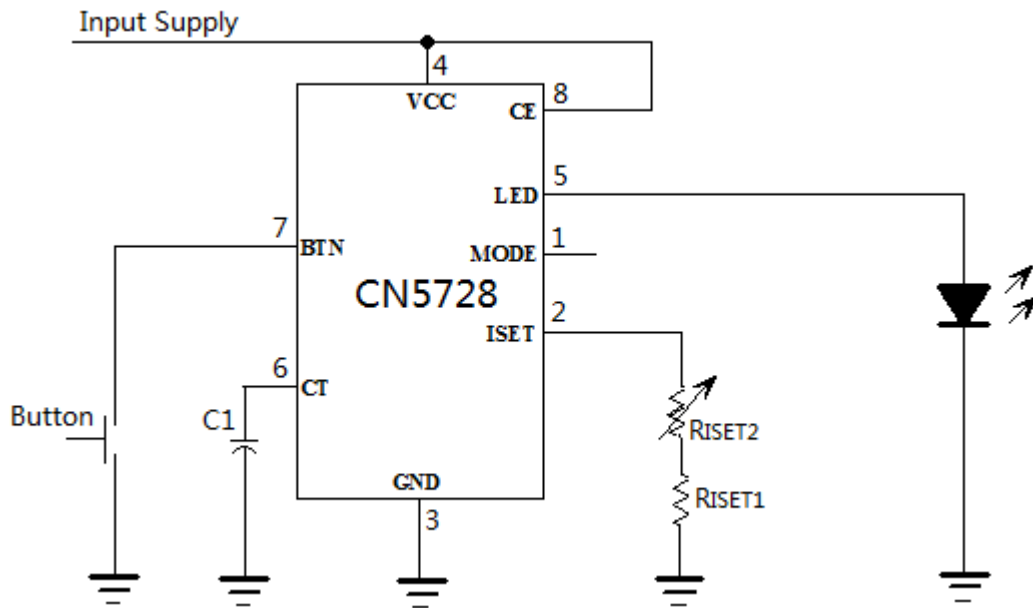 Input Supply
4
VCC
8
CE
5
LED
7
BTN
1
MODE
CN5728
2
ISET
6
CT
Button
C1
RISET2
GND
RISET1
3